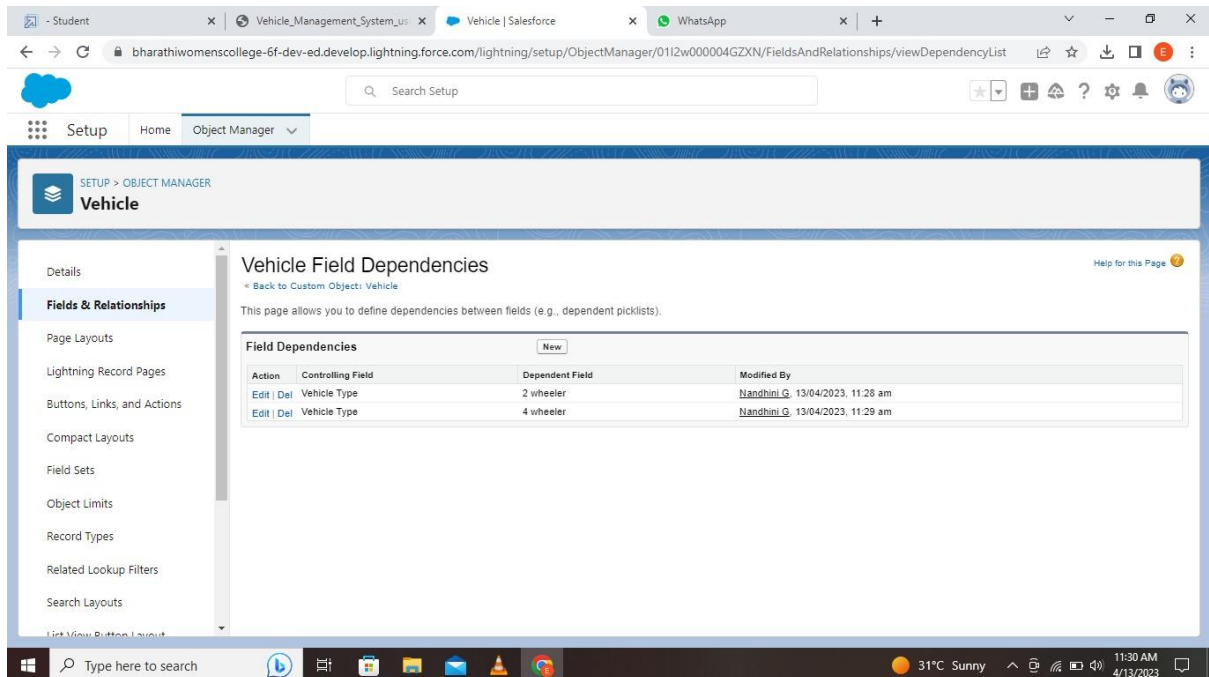 - Student
Vehicle_Management_System_us
Vehicle | Salesforce
WhatsApp
bharathiwomenscollege-6f-dev-ed.develop.lightning.force.com/lightning/setup/ObjectManager/01I2w000004GZXN/FieldsAndRelationships/viewDependencyList
E
Search Setup
Setup
Home
Object Manager
SETUP > OBJECT MANAGER
Vehicle
Details
Fields & Relationships
Page Layouts
Lightning Record Pages
Buttons, Links, and Actions
Compact Layouts
Field Sets
Object Limits
Record Types
Related Lookup Filters
Search Layouts
List View Button Layout
Vehicle Field Dependencies
Help for this Page
« Back to Custom Object: Vehicle
This page allows you to define dependencies between fields (e.g., dependent picklists).
Field Dependencies New
Action Controlling Field Dependent Field Modified By
Edit | Del Vehicle Type 2 wheeler Nandhini G, 13/04/2023, 11:28 am
Edit | Del Vehicle Type 4 wheeler Nandhini G, 13/04/2023, 11:29 am
Type here to search
31°C Sunny
11:30 AM
4/13/2023